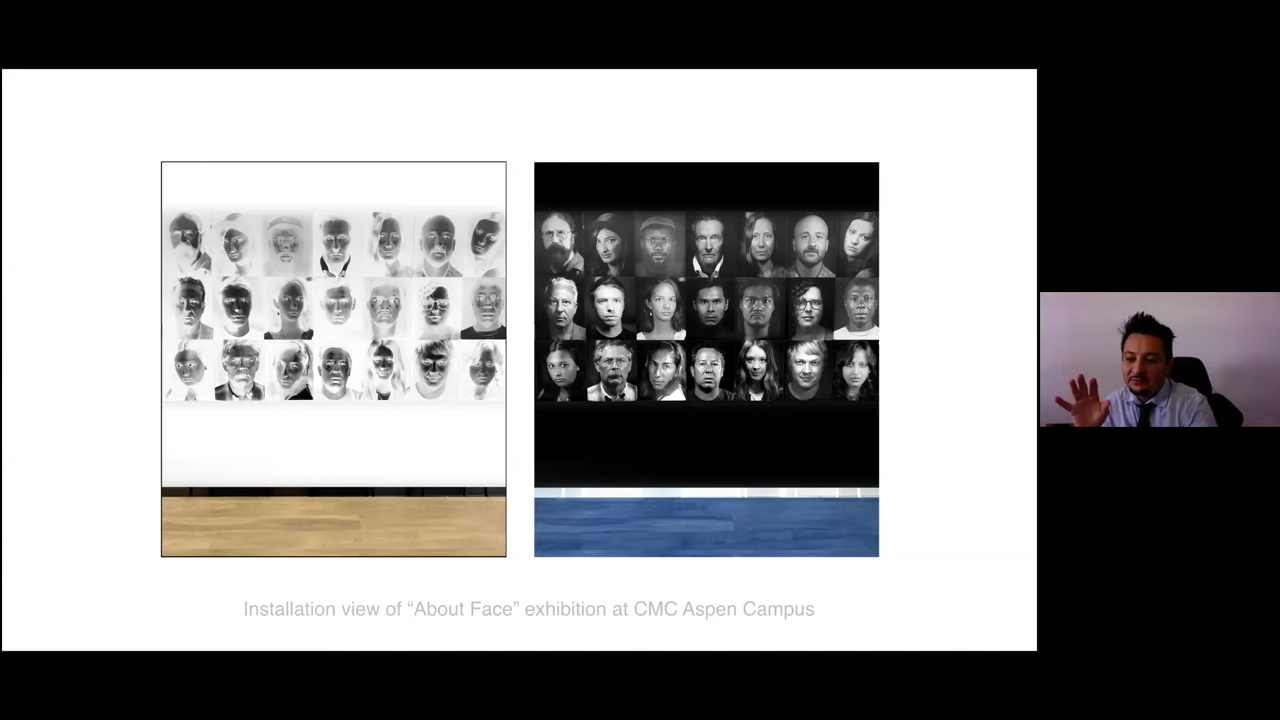 Installation view of “About Face” exhibition at CMC Aspen Campus